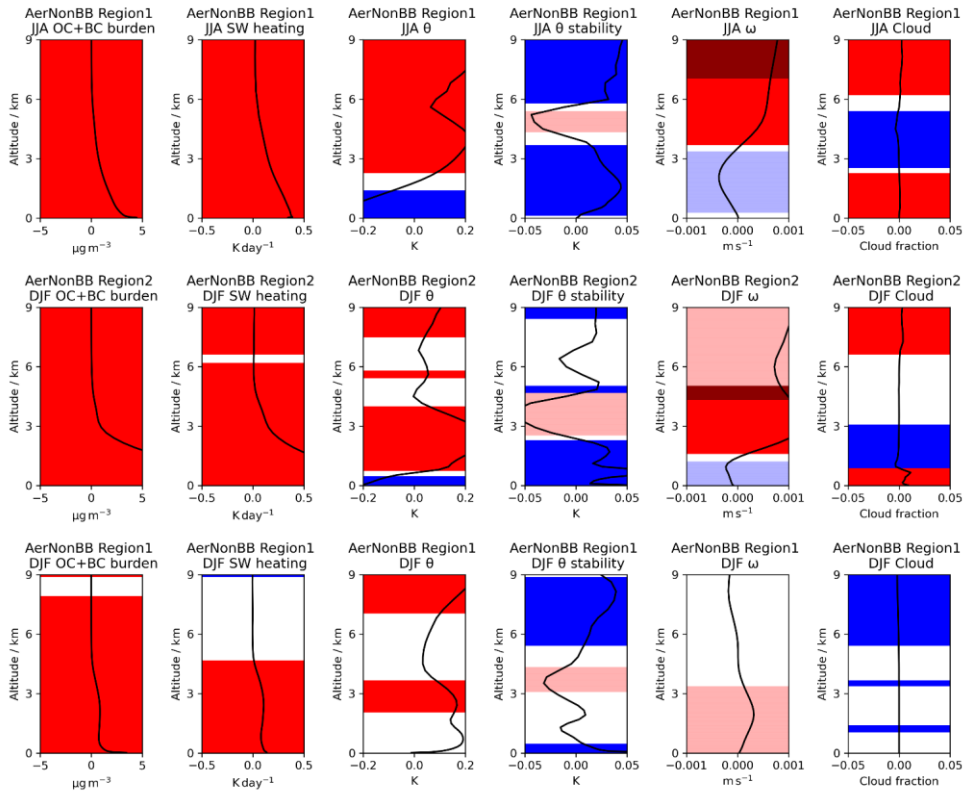 AerNonBB Region1
JJA OC+BC burden
AerNonBB Region1
JJA SW heating
AerNonBB Region1
JJA θ
AerNonBB Region1
JJA θ stability
AerNonBB Region1
JJA ω
AerNonBB Region1
JJA Cloud
Altitude / km
9
6
3
0
−5
0
5
μg m⁻³
Altitude / km
9
6
3
0
−0.5
0.0
0.5
K day⁻¹
Altitude / km
9
6
3
0
−0.2
0.0
0.2
K
Altitude / km
9
6
3
0
−0.05
0.00
0.05
K
Altitude / km
9
6
3
0
−0.001
0.000
0.001
m s⁻¹
Altitude / km
9
6
3
0
−0.05
0.00
0.05
Cloud fraction
AerNonBB Region2
DJF OC+BC burden
AerNonBB Region2
DJF SW heating
AerNonBB Region2
DJF θ
AerNonBB Region2
DJF θ stability
AerNonBB Region2
DJF ω
AerNonBB Region2
DJF Cloud
Altitude / km
9
6
3
0
−5
0
5
μg m⁻³
Altitude / km
9
6
3
0
−0.5
0.0
0.5
K day⁻¹
Altitude / km
9
6
3
0
−0.2
0.0
0.2
K
Altitude / km
9
6
3
0
−0.05
0.00
0.05
K
Altitude / km
9
6
3
0
−0.001
0.000
0.001
m s⁻¹
Altitude / km
9
6
3
0
−0.05
0.00
0.05
Cloud fraction
AerNonBB Region1
DJF OC+BC burden
AerNonBB Region1
DJF SW heating
AerNonBB Region1
DJF θ
AerNonBB Region1
DJF θ stability
AerNonBB Region1
DJF ω
AerNonBB Region1
DJF Cloud
Altitude / km
9
6
3
0
−5
0
5
μg m⁻³
Altitude / km
9
6
3
0
−0.5
0.0
0.5
K day⁻¹
Altitude / km
9
6
3
0
−0.2
0.0
0.2
K
Altitude / km
9
6
3
0
−0.05
0.00
0.05
K
Altitude / km
9
6
3
0
−0.001
0.000
0.001
m s⁻¹
Altitude / km
9
6
3
0
−0.05
0.00
0.05
Cloud fraction